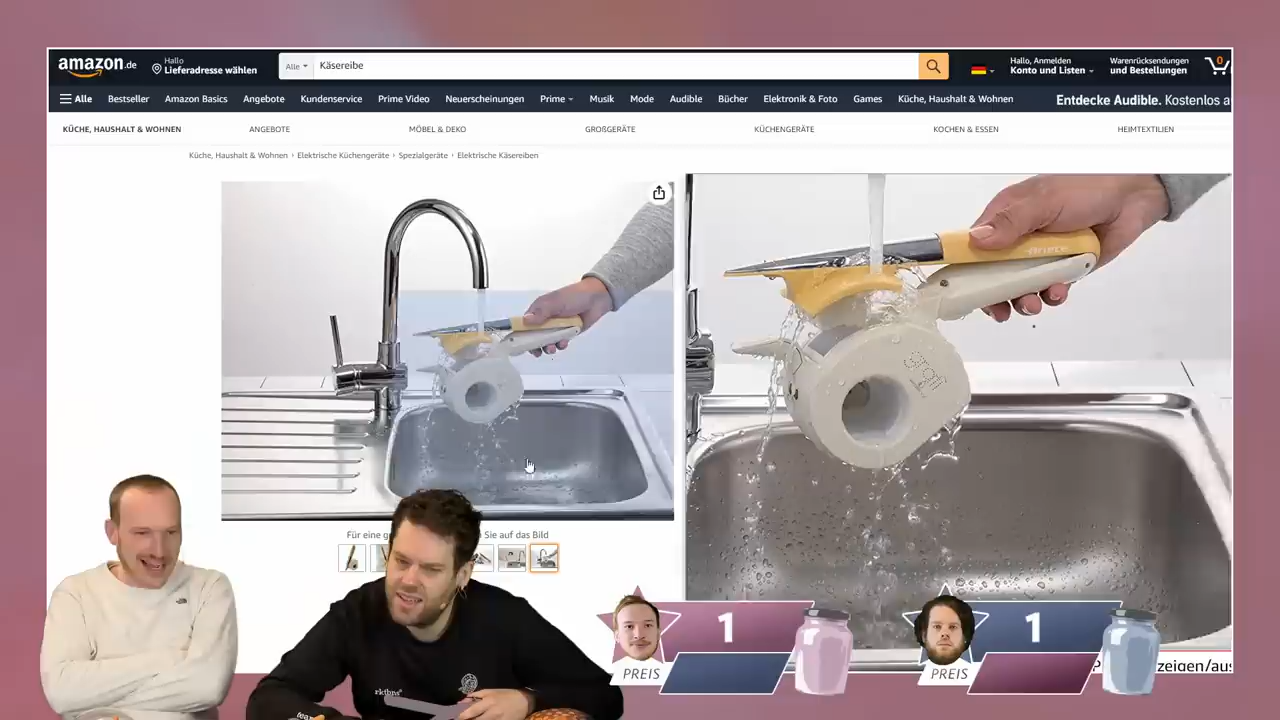 amazon.de
Hallo
Lieferadresse wählen
Alle
Käsereibe
Hallo, Anmelden
Konto und Listen
Warenrücksendungen
und Bestellungen
0
Alle
Bestseller
Amazon Basics
Angebote
Kundenservice
Prime Video
Neuerscheinungen
Prime
Musik
Mode
Audible
Bücher
Elektronik & Foto
Games
Küche, Haushalt & Wohnen
Entdecke Audible. Kostenlos a
KÜCHE, HAUSHALT & WOHNEN
ANGEBOTE
MÖBEL & DEKO
GROßGERÄTE
KÜCHENGERÄTE
KOCHEN & ESSEN
HEIMTEXTILIEN
Küche, Haushalt & Wohnen › Elektrische Küchengeräte › Spezialgeräte › Elektrische Käsereiben
ariete
Für eine
Sie auf das Bild
1
PREIS
1
PREIS
zeigen/aus
rktbns